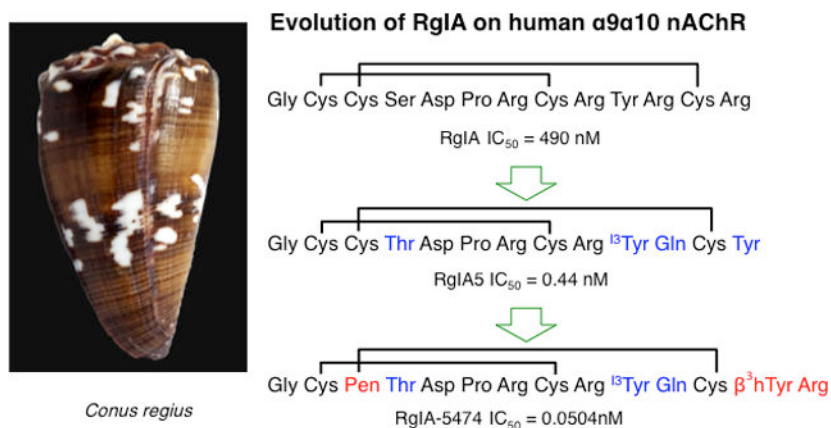 Evolution of RgIA on human α9α10 nAChR
Gly Cys Cys Ser Asp Pro Arg Cys Arg Tyr Arg Cys Arg
RgIA IC₅₀ = 490 nM
Gly Cys Cys Thr Asp Pro Arg Cys Arg ᴵ³Tyr Gln Cys Tyr
RgIA5 IC₅₀ = 0.44 nM
Gly Cys Pen Thr Asp Pro Arg Cys Arg ᴵ³Tyr Gln Cys β³hTyr Arg
RgIA-5474 IC₅₀ = 0.0504nM
Conus regius